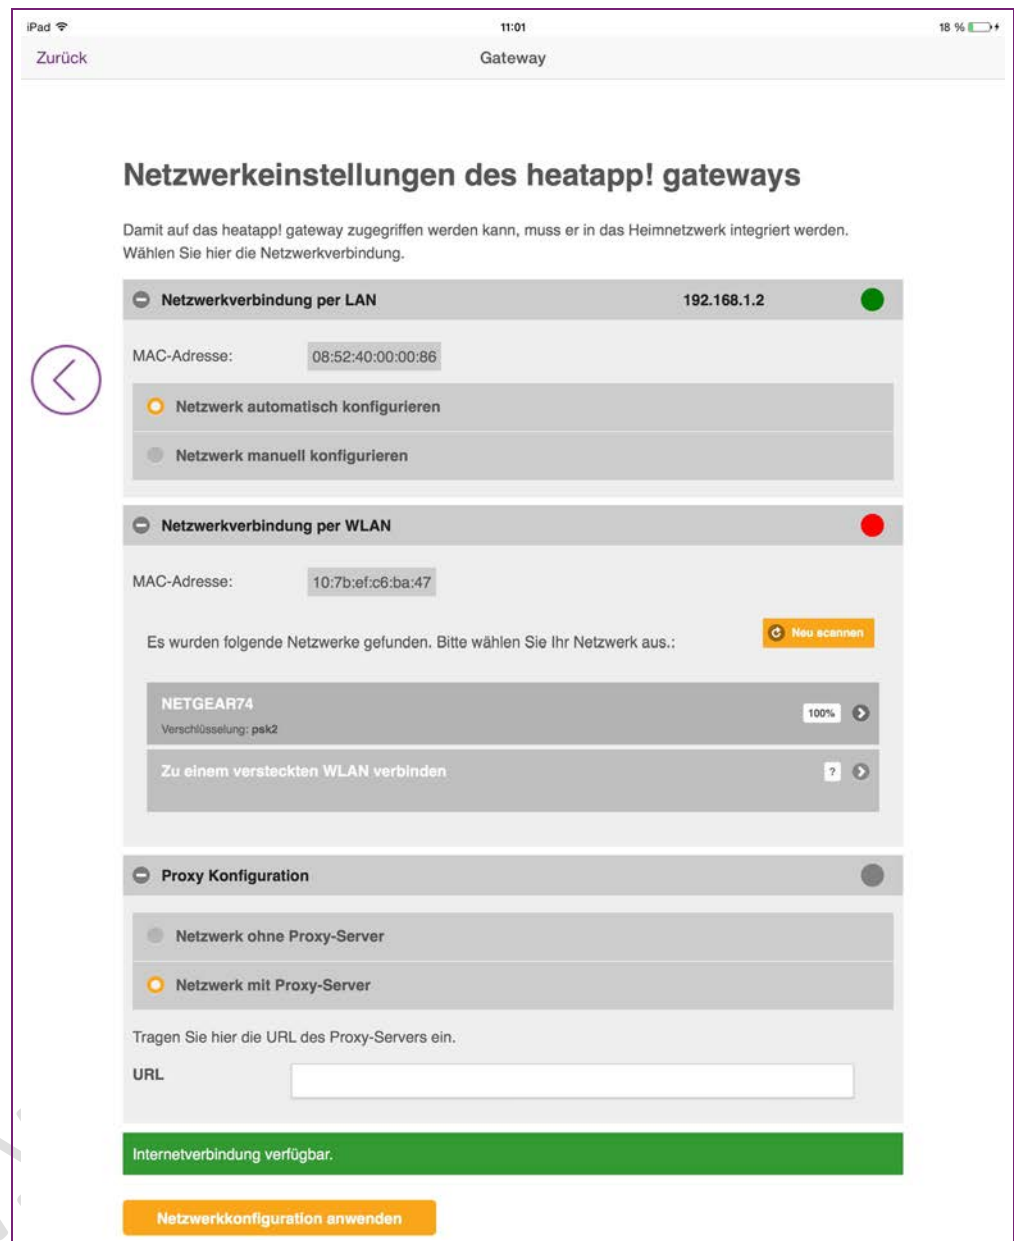 iPad 11:01 18 %
Zurück Gateway
Netzwerkeinstellungen des heatapp! gateways
Damit auf das heatapp! gateway zugegriffen werden kann, muss er in das Heimnetzwerk integriert werden.
Wählen Sie hier die Netzwerkverbindung.
Netzwerkverbindung per LAN 192.168.1.2
MAC-Adresse: 08:52:40:00:00:86
Netzwerk automatisch konfigurieren
Netzwerk manuell konfigurieren
Netzwerkverbindung per WLAN
MAC-Adresse: 10:7b:ef:c6:ba:47
Es wurden folgende Netzwerke gefunden. Bitte wählen Sie Ihr Netzwerk aus.: Neu scannen
NETGEAR74 100%
Verschlüsselung: psk2
Zu einem versteckten WLAN verbinden ?
Proxy Konfiguration
Netzwerk ohne Proxy-Server
Netzwerk mit Proxy-Server
Tragen Sie hier die URL des Proxy-Servers ein.
URL
Internetverbindung verfügbar.
Netzwerkkonfiguration anwenden